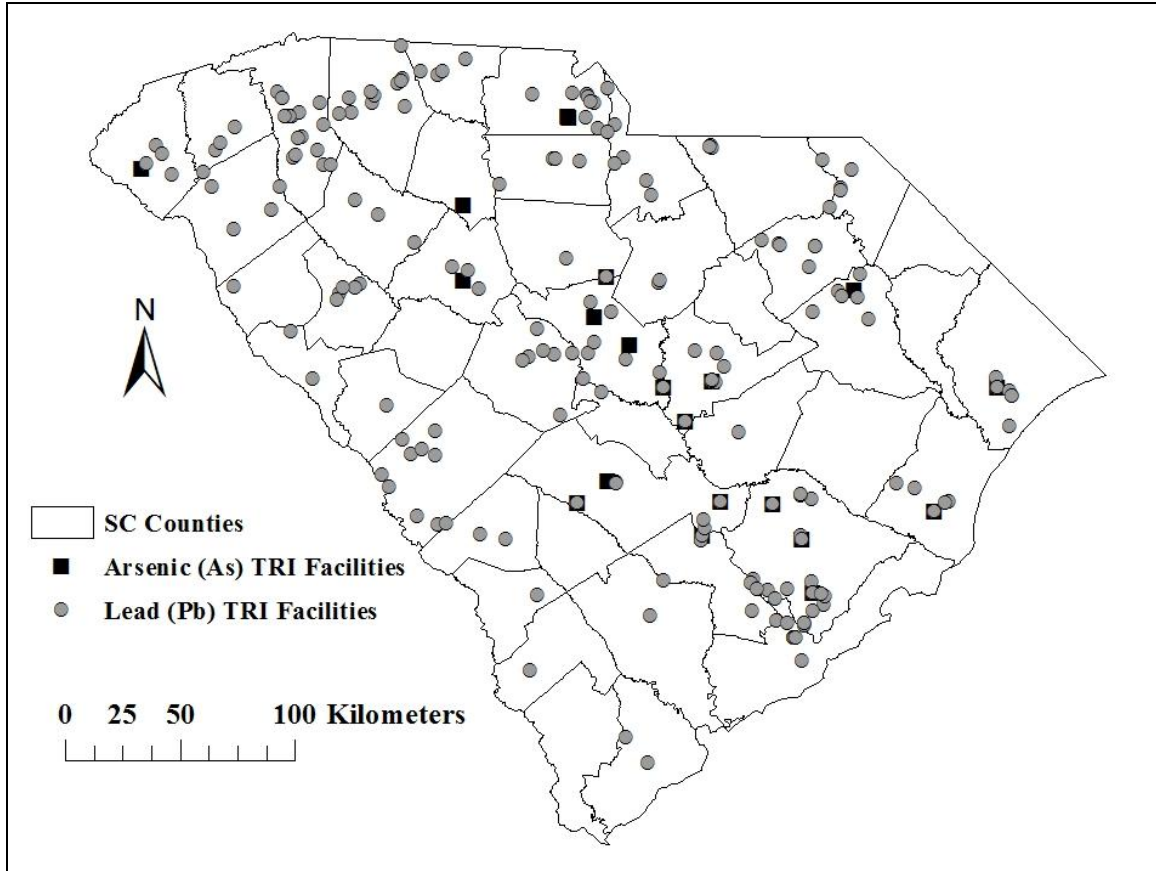 N
SC Counties
Arsenic (As) TRI Facilities
Lead (Pb) TRI Facilities
0 25 50 100 Kilometers